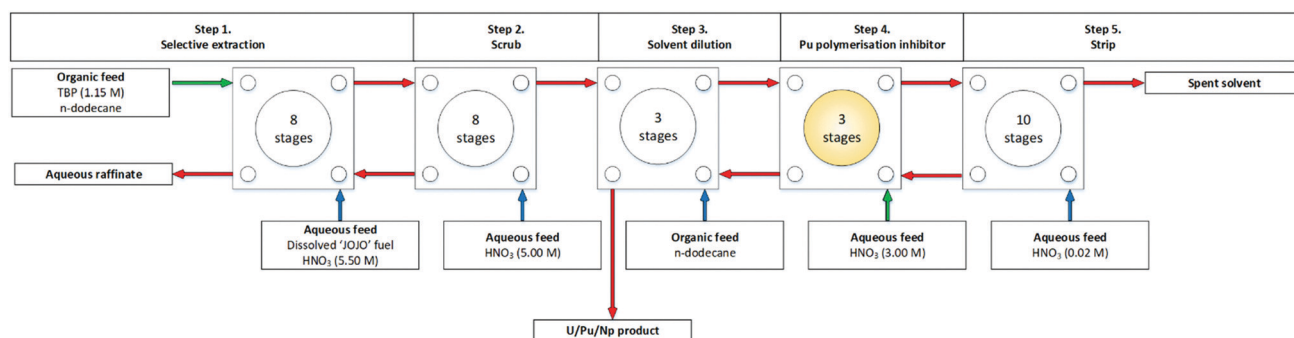 Step 1.
Selective extraction
Step 2.
Scrub
Step 3.
Solvent dilution
Step 4.
Pu polymerisation inhibitor
Step 5.
Strip
Organic feed
TBP (1.15 M)
n-dodecane
8
stages
8
stages
3
stages
3
stages
10
stages
Spent solvent
Aqueous raffinate
Aqueous feed
Dissolved 'JOJO' fuel
HNO₃ (5.50 M)
Aqueous feed
HNO₃ (5.00 M)
Organic feed
n-dodecane
Aqueous feed
HNO₃ (3.00 M)
Aqueous feed
HNO₃ (0.02 M)
U/Pu/Np product